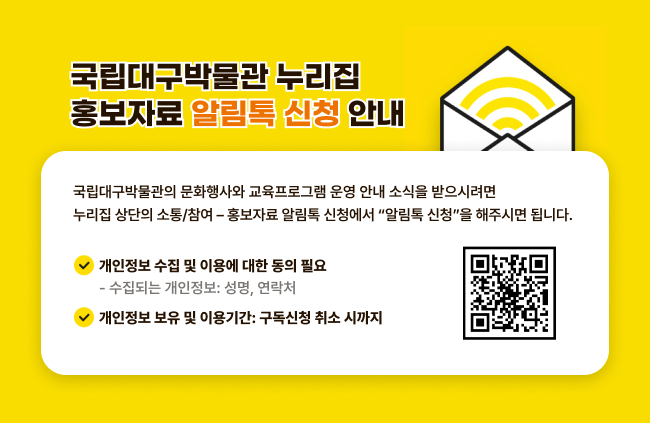 국립대구박물관 누리집
홍보자료 알림톡 신청 안내
국립대구박물관의 문화행사와 교육프로그램 운영 안내 소식을 받으시려면
누리집 상단의 소통/참여 – 홍보자료 알림톡 신청에서 “알림톡 신청”을 해주시면 됩니다.
개인정보 수집 및 이용에 대한 동의 필요
- 수집되는 개인정보: 성명, 연락처
개인정보 보유 및 이용기간: 구독신청 취소 시까지